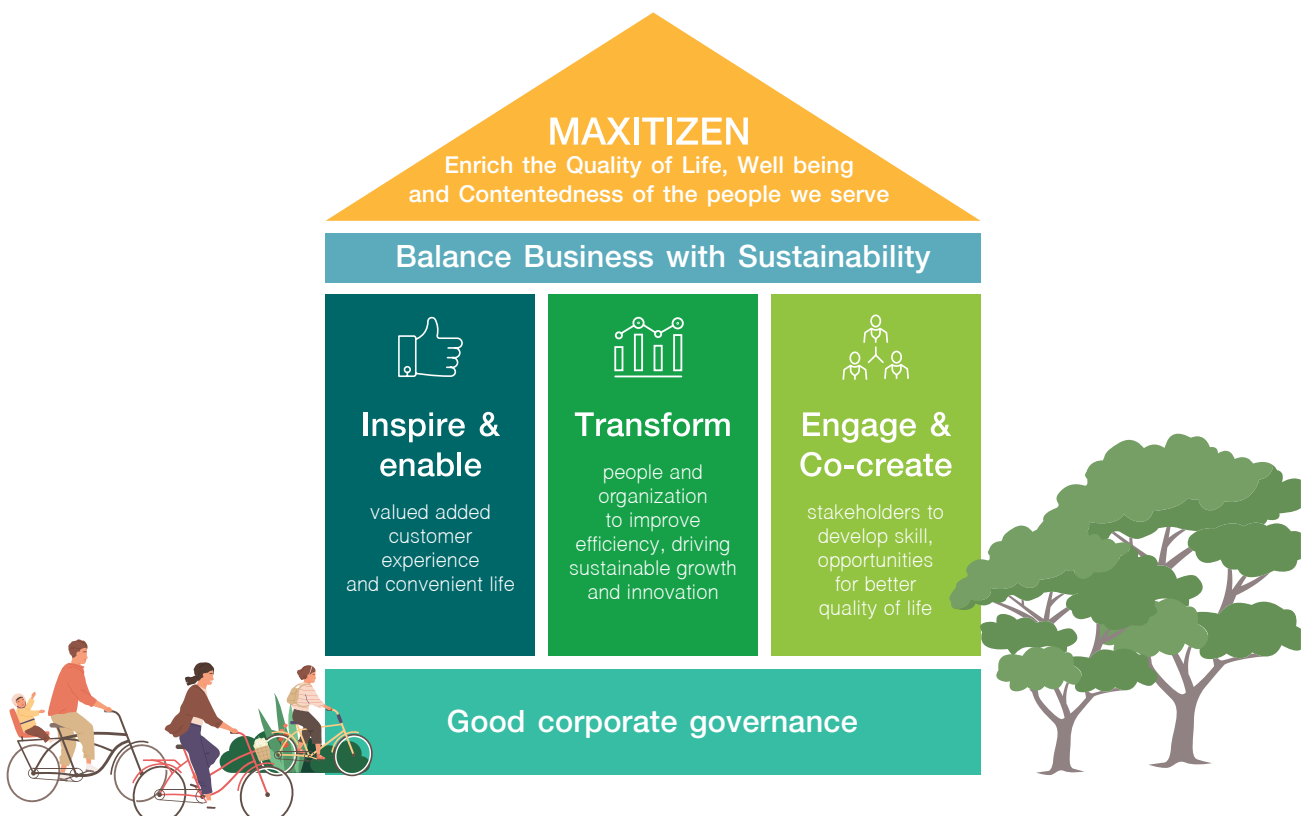 MAXITIZEN
Enrich the Quality of Life, Well being
and Contentedness of the people we serve
Balance Business with Sustainability
Inspire &
enable
valued added
customer
experience
and convenient life
Transform
people and
organization
to improve
efficiency, driving
sustainable growth
and innovation
Engage &
Co-create
stakeholders to
develop skill,
opportunities
for better
quality of life
Good corporate governance